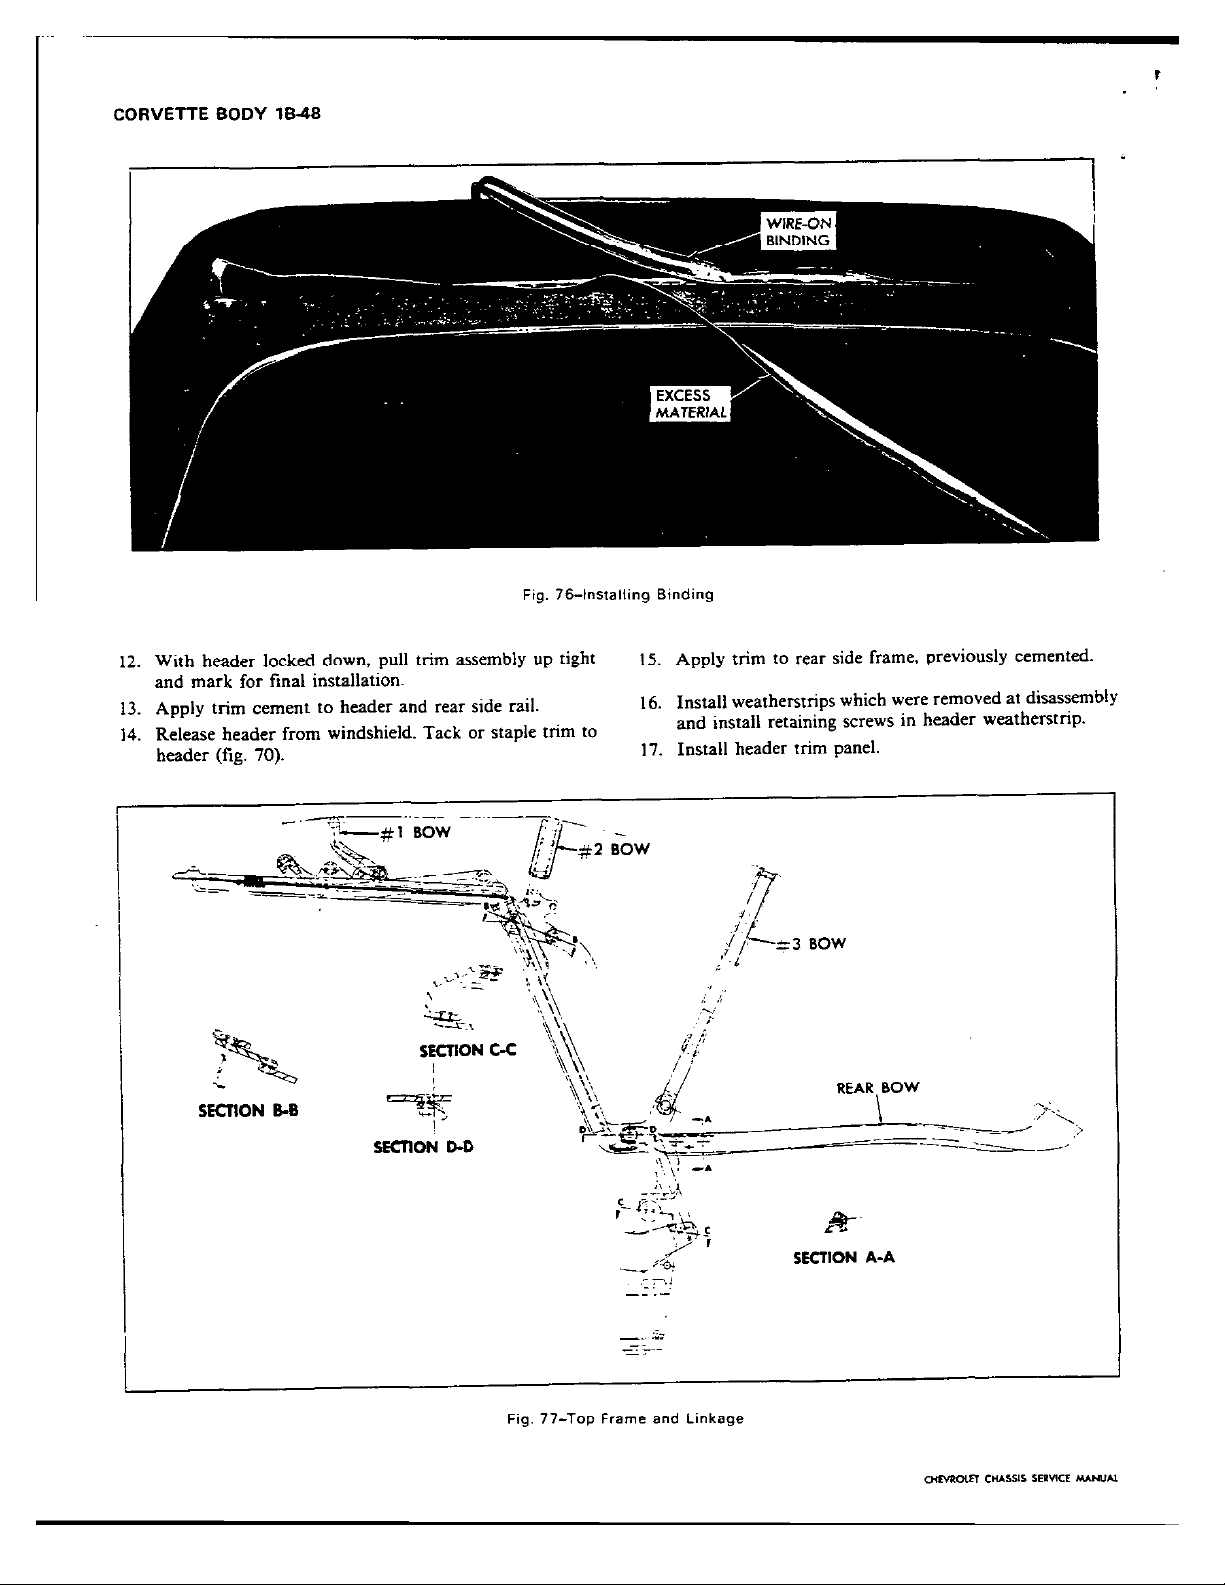 CORVETTE BODY 1B-48
WIRE-ON
BINDING
EXCESS
MATERIAL
Fig. 76-Installing Binding
12. With header locked down, pull trim assembly up tight
and mark for final installation.
13. Apply trim cement to header and rear side rail.
14. Release header from windshield. Tack or staple trim to
header (fig. 70).
15. Apply trim to rear side frame, previously cemented.
16. Install weatherstrips which were removed at disassembly
and install retaining screws in header weatherstrip.
17. Install header trim panel.
#1 BOW
#2 BOW
#3 BOW
SECTION C-C
SECTION B-B
SECTION D-D
REAR BOW
A
D
D
A
C
C
SECTION A-A
Fig. 77-Top Frame and Linkage
CHEVROLET CHASSIS SERVICE MANUAL